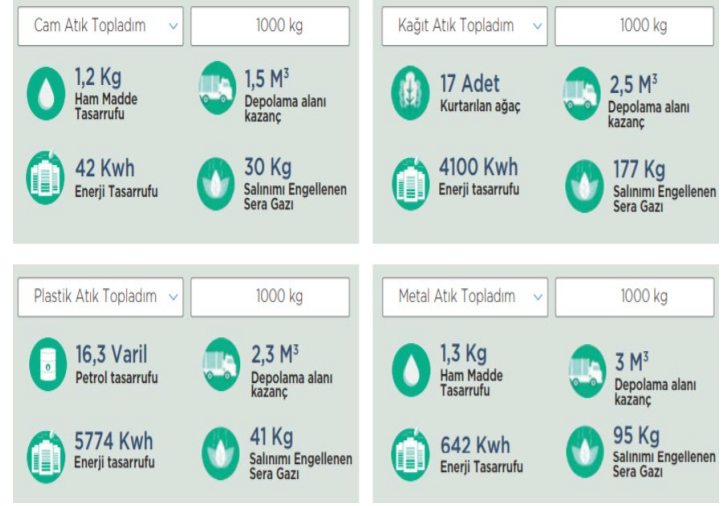 Cam Atık Topladım
1000 kg
1,2 Kg
Ham Madde
Tasarrufu
1,5 M³
Depolama alanı
kazanç
42 Kwh
Enerji Tasarrufu
30 Kg
Salınımı Engellenen
Sera Gazı
Kağıt Atık Topladım
1000 kg
17 Adet
Kurtarılan ağaç
2,5 M³
Depolama alanı
kazanç
4100 Kwh
Enerji tasarrufu
177 Kg
Salınımı Engellenen
Sera Gazı
Plastik Atık Topladım
1000 kg
16,3 Varil
Petrol tasarrufu
2,3 M³
Depolama alanı
kazanç
5774 Kwh
Enerji tasarrufu
41 Kg
Salınımı Engellenen
Sera Gazı
Metal Atık Topladım
1000 kg
1,3 Kg
Ham Madde
Tasarrufu
3 M³
Depolama alanı
kazanç
642 Kwh
Enerji Tasarrufu
95 Kg
Salınımı Engellenen
Sera Gazı